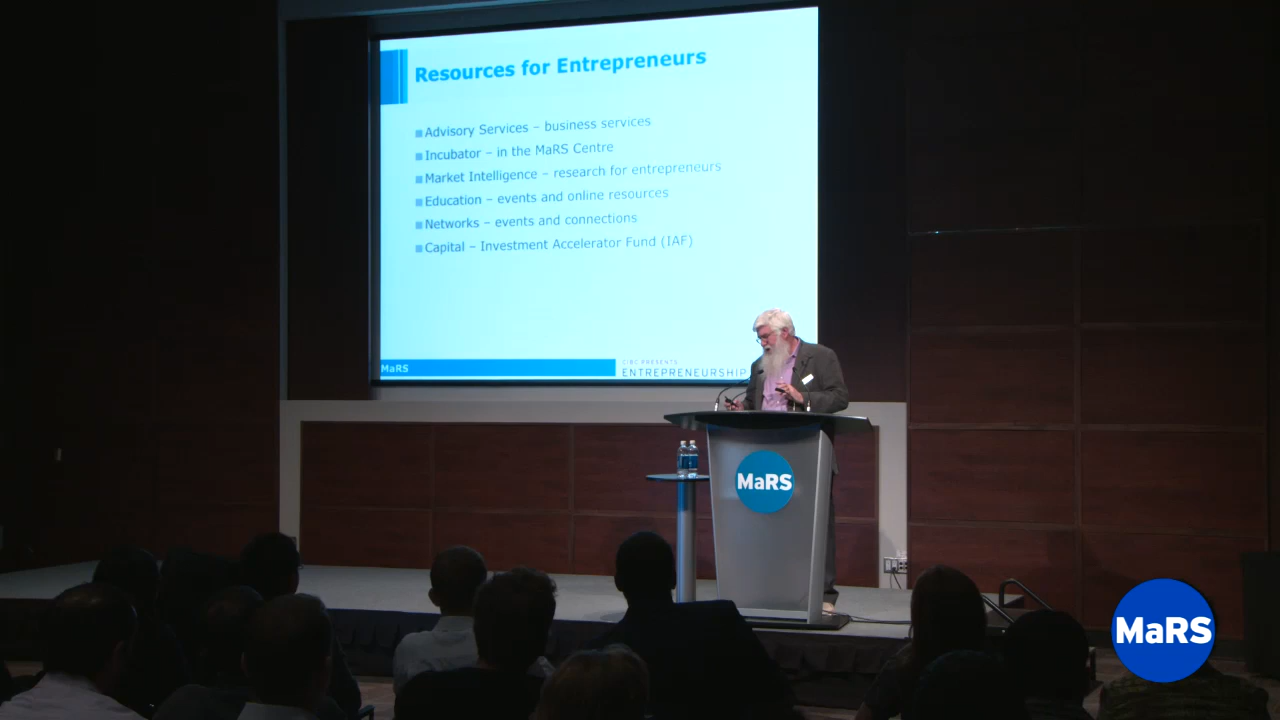 Resources for Entrepreneurs
Advisory Services – business services
Incubator – in the MaRS Centre
Market Intelligence – research for entrepreneurs
Education – events and online resources
Networks – events and connections
Capital – Investment Accelerator Fund (IAF)
MaRS
CIBC PRESENTS
ENTREPRENEURSHIP
MaRS
MaRS